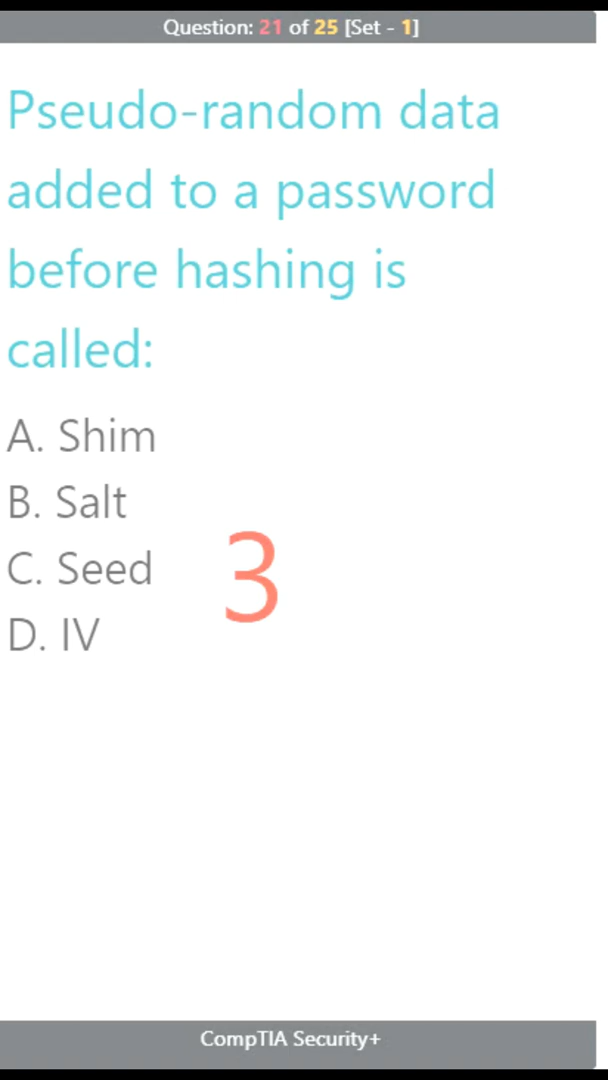 Question: 21 of 25 [Set - 1]
Pseudo-random data
added to a password
before hashing is
called:
A. Shim
B. Salt
C. Seed
3
D. IV
CompTIA Security+